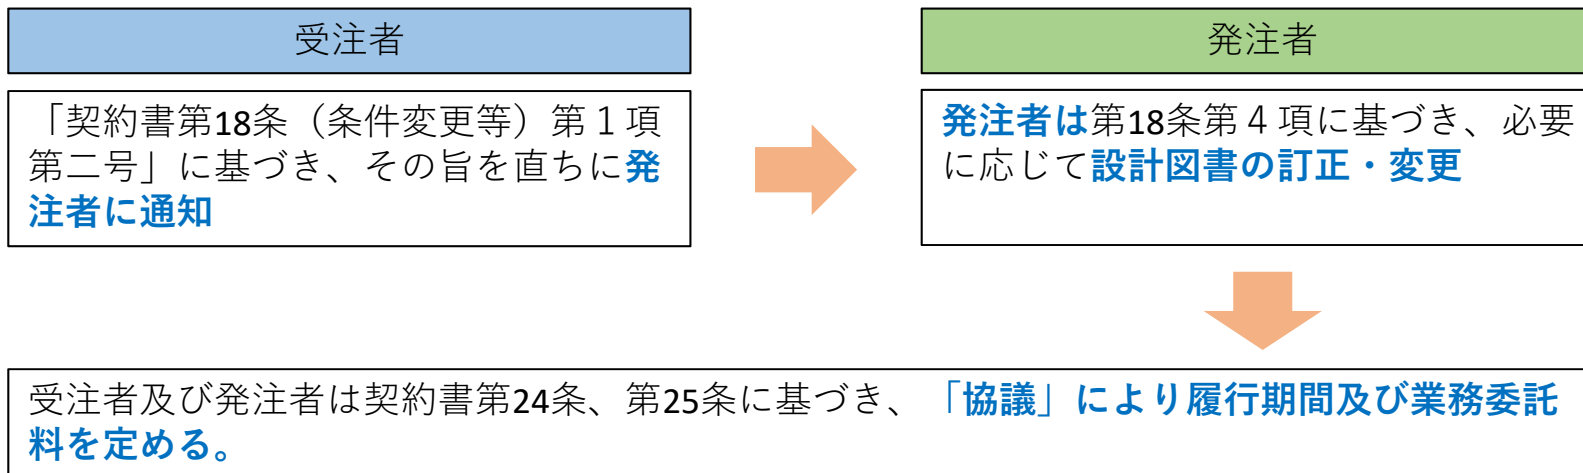 受注者
発注者
「契約書第18条（条件変更等）第１項
第二号」に基づき、その旨を直ちに発
注者に通知
発注者は第18条第４項に基づき、必要
に応じて設計図書の訂正・変更
受注者及び発注者は契約書第24条、第25条に基づき、「協議」により履行期間及び業務委託
料を定める。